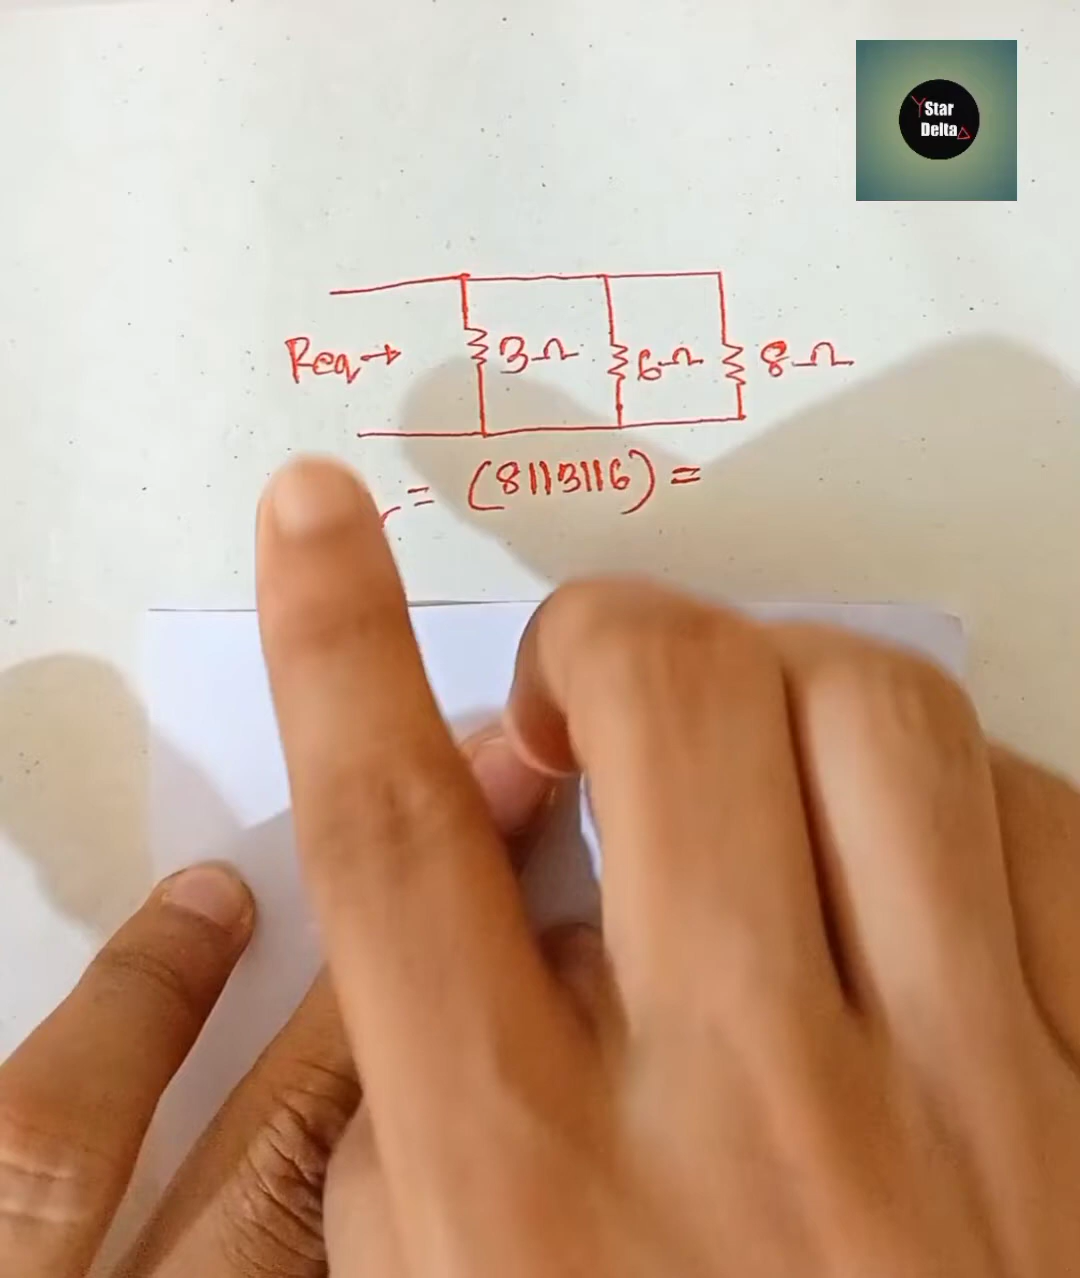 Star
Delta
Req → 3Ω 6Ω 8Ω
= (8||3||6) =